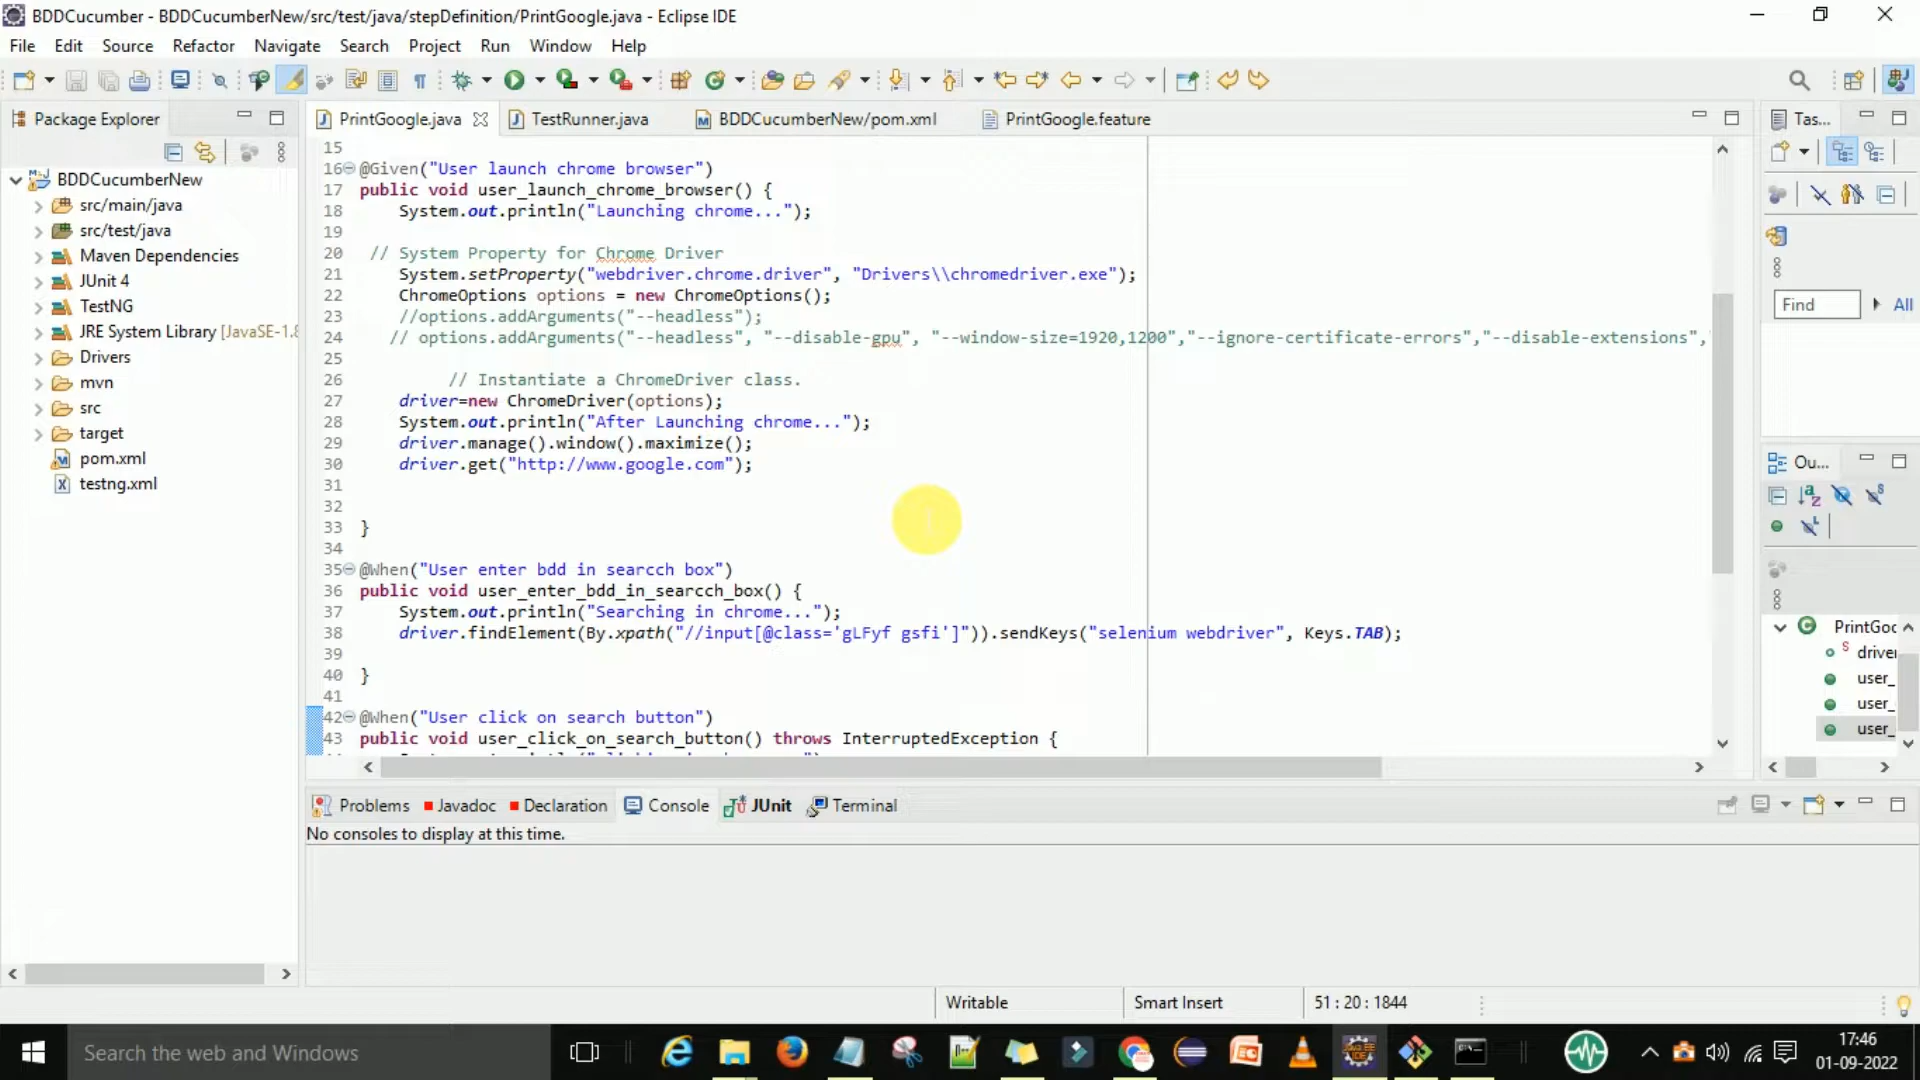 BDDCucumber - BDDCucumberNew/src/test/java/stepDefinition/PrintGoogle.java - Eclipse IDE
File Edit Source Refactor Navigate Search Project Run Window Help
Package Explorer
BDDCucumberNew
src/main/java
src/test/java
Maven Dependencies
JUnit 4
TestNG
JRE System Library [JavaSE-1.8
Drivers
mvn
src
target
pom.xml
testng.xml
PrintGoogle.java TestRunner.java BDDCucumberNew/pom.xml PrintGoogle.feature
15
16 @Given("User launch chrome browser")
17 public void user_launch_chrome_browser() {
18 System.out.println("Launching chrome...");
19
20 // System Property for Chrome Driver
21 System.setProperty("webdriver.chrome.driver", "Drivers\\chromedriver.exe");
22 ChromeOptions options = new ChromeOptions();
23 //options.addArguments("--headless");
24 // options.addArguments("--headless", "--disable-gpu", "--window-size=1920,1200","--ignore-certificate-errors","--disable-extensions",
25
26 // Instantiate a ChromeDriver class.
27 driver=new ChromeDriver(options);
28 System.out.println("After Launching chrome...");
29 driver.manage().window().maximize();
30 driver.get("http://www.google.com");
31
32
33 }
34
35 @When("User enter bdd in searcch box")
36 public void user_enter_bdd_in_searcch_box() {
37 System.out.println("Searching in chrome...");
38 driver.findElement(By.xpath("//input[@class='gLFyf gsfi']")).sendKeys("selenium webdriver", Keys.TAB);
39
40 }
41
42 @When("User click on search button")
43 public void user_click_on_search_button() throws InterruptedException {
Tas...
Find All
Ou...
PrintGoo
driver
user_
user_
user_
Problems Javadoc Declaration Console JUnit Terminal
No consoles to display at this time.
Writable Smart Insert 51 : 20 : 1844
Search the web and Windows
17:46
01-09-2022